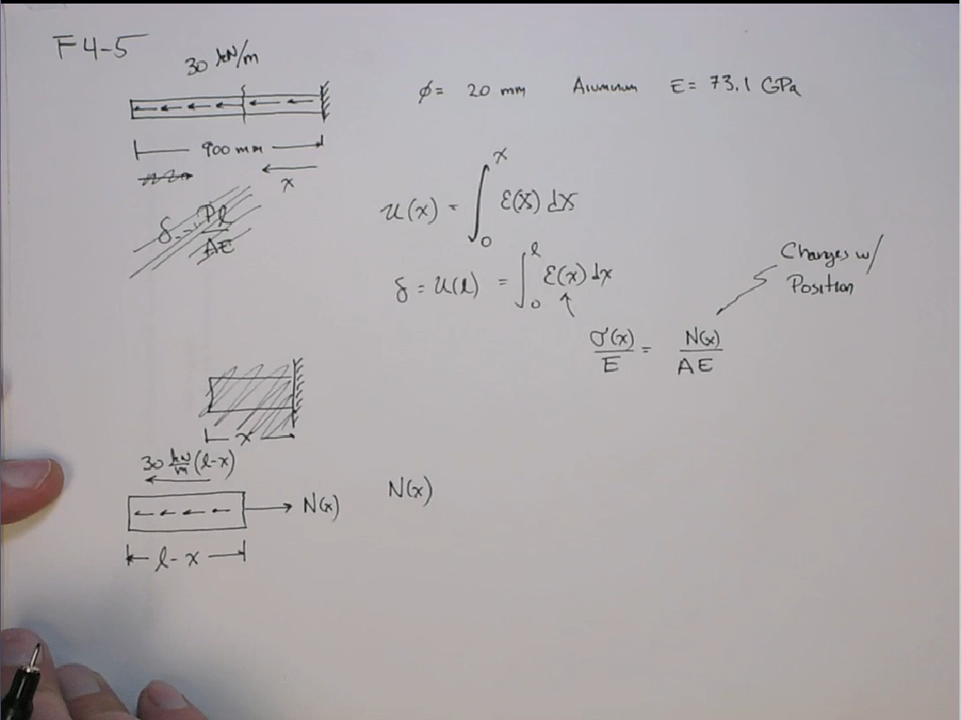 F4-5
30 kN/m
φ = 20 mm Aluminum E = 73.1 GPa
900 mm
x
δ = Pl/AE
u(x) = ∫₀ˣ ε(x) dx
δ = u(l) = ∫₀ˡ ε(x) dx
Changes w/
Position
σ(x)/E = N(x)/AE
x
30 kN/m (l-x)
N(x)
N(x)
l-x